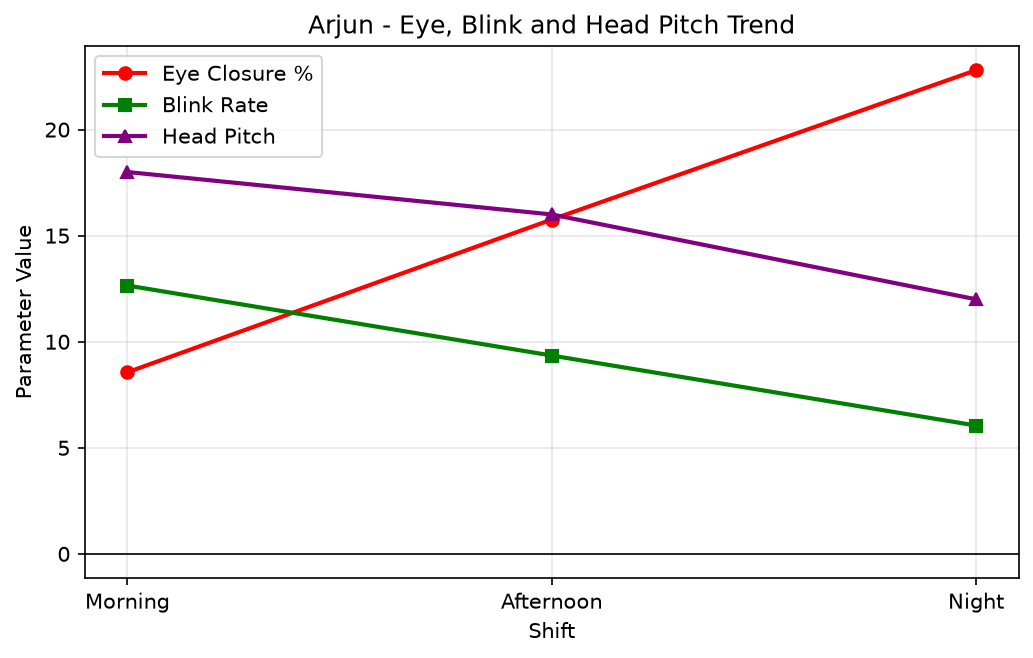 Arjun - Eye, Blink and Head Pitch Trend
Eye Closure %
Blink Rate
Head Pitch
Parameter Value
20
15
10
5
0
Morning
Afternoon
Night
Shift